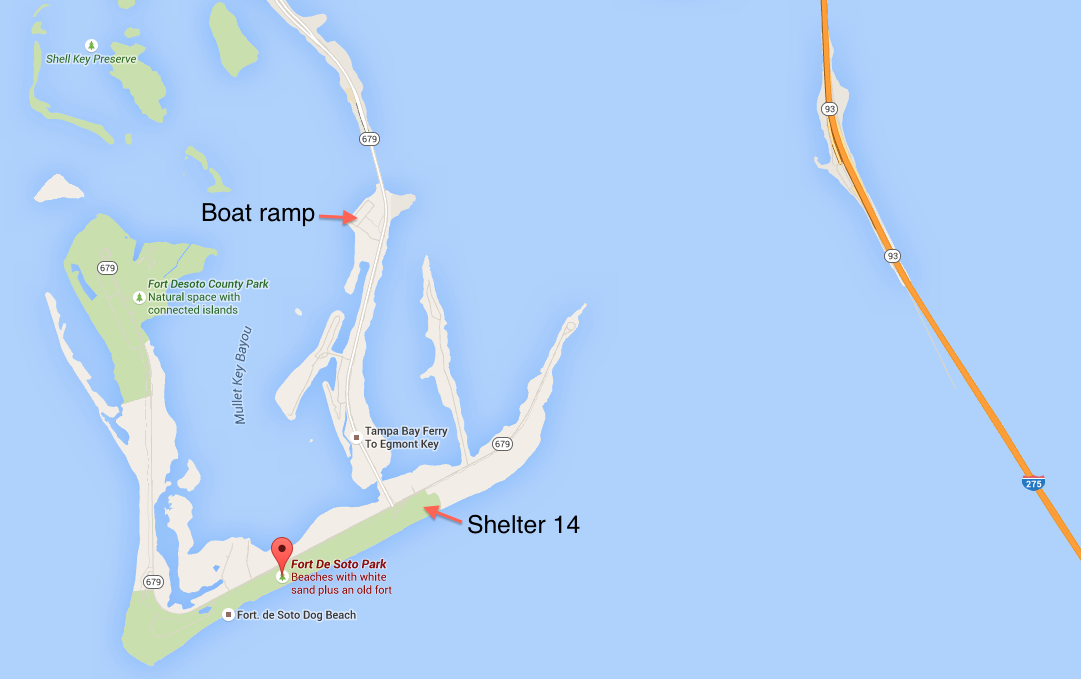 Shell Key Preserve
93
679
Boat ramp
93
679
Fort Desoto County Park
Natural space with
connected islands
Mullet Key Bayou
Tampa Bay Ferry
To Egmont Key
679
275
Shelter 14
Fort De Soto Park
Beaches with white
sand plus an old fort
679
Fort. de Soto Dog Beach